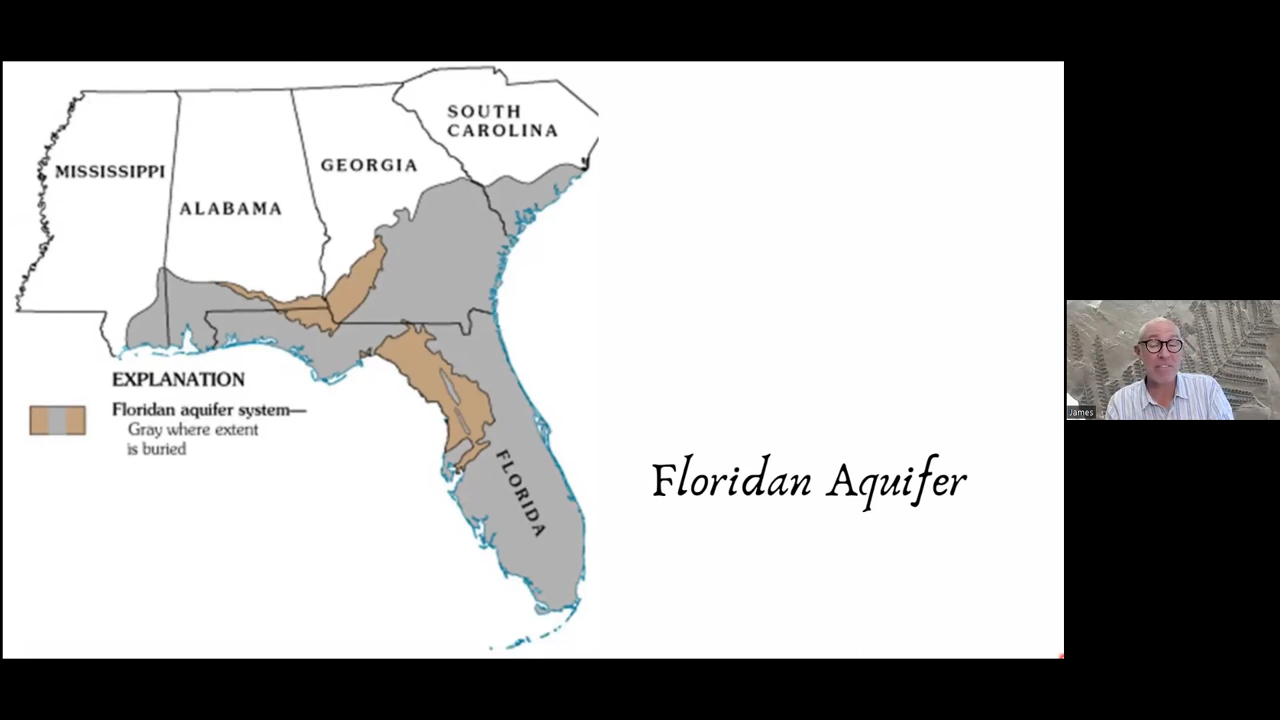 SOUTH
CAROLINA
GEORGIA
MISSISSIPPI
ALABAMA
EXPLANATION
Floridan aquifer system—
Gray where extent
is buried
FLORIDA
Floridan Aquifer
James